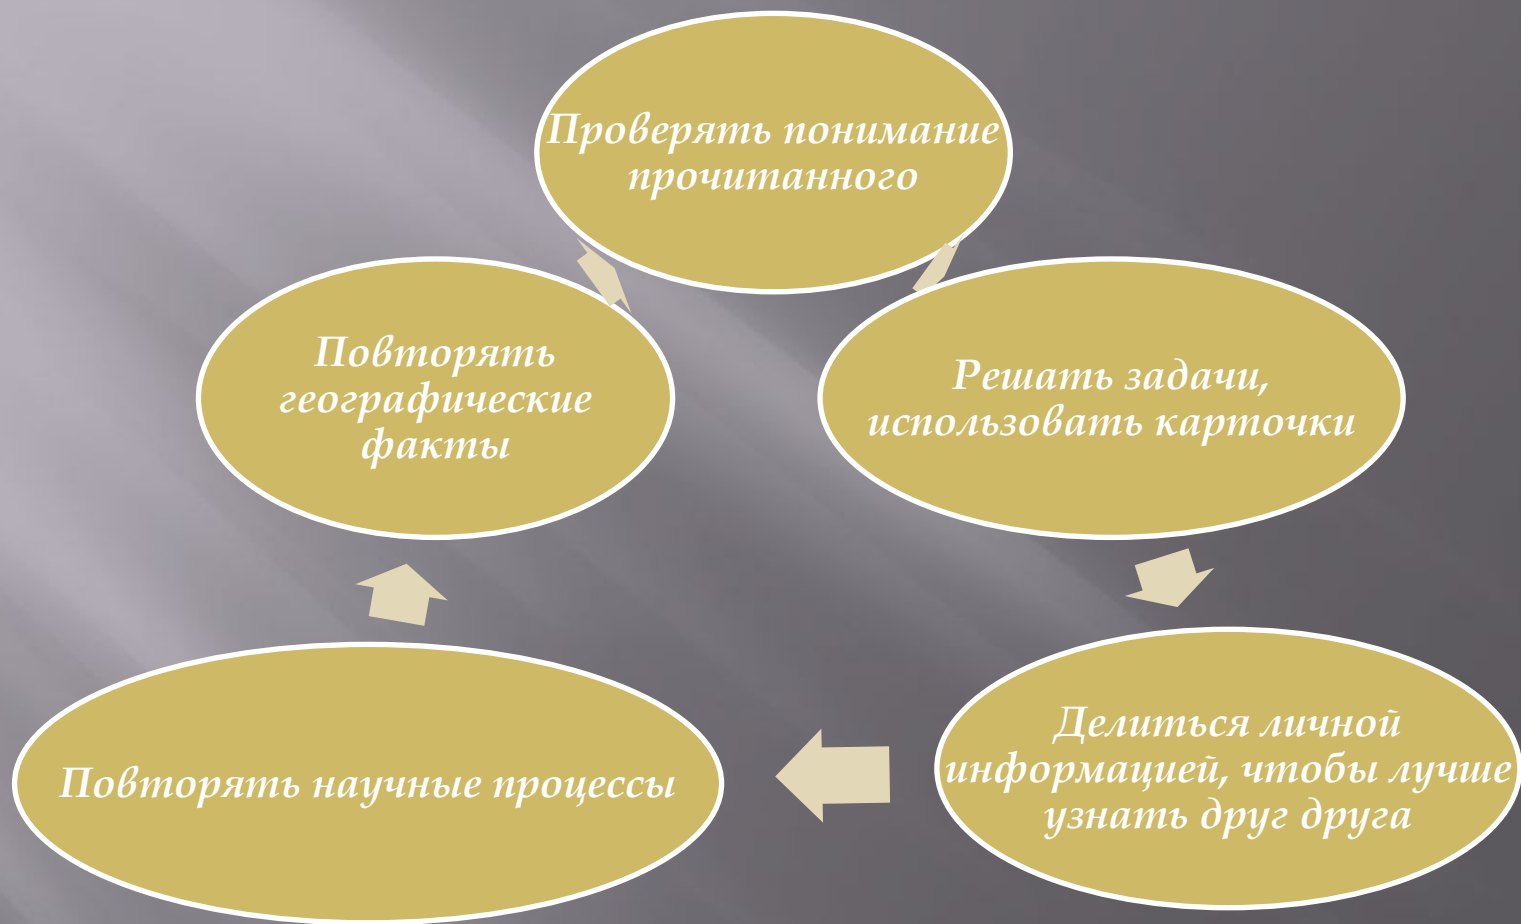 Проверять понимание
прочитанного
Повторять
географические
факты
Решать задачи,
использовать карточки
Повторять научные процессы
Делиться личной
информацией, чтобы лучше
узнать друг друга